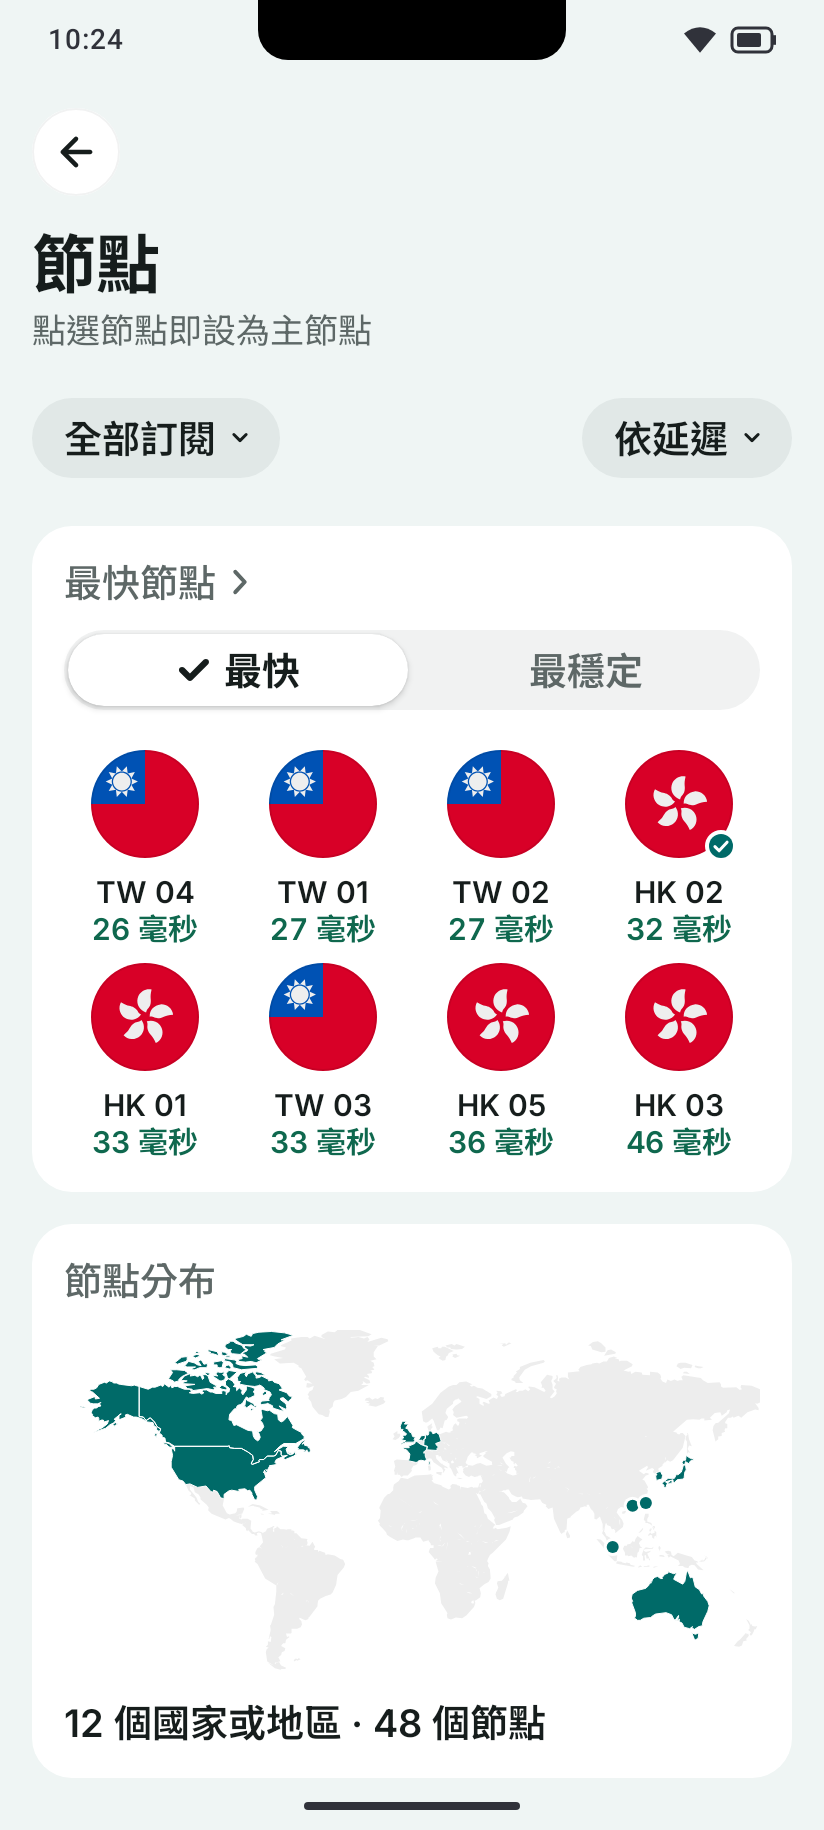 10:24
節點
點選節點即設為主節點
全部訂閱
依延遲
最快節點
最快
最穩定
TW 04
26 毫秒
TW 01
27 毫秒
TW 02
27 毫秒
HK 02
32 毫秒
HK 01
33 毫秒
TW 03
33 毫秒
HK 05
36 毫秒
HK 03
46 毫秒
節點分布
12 個國家或地區 · 48 個節點